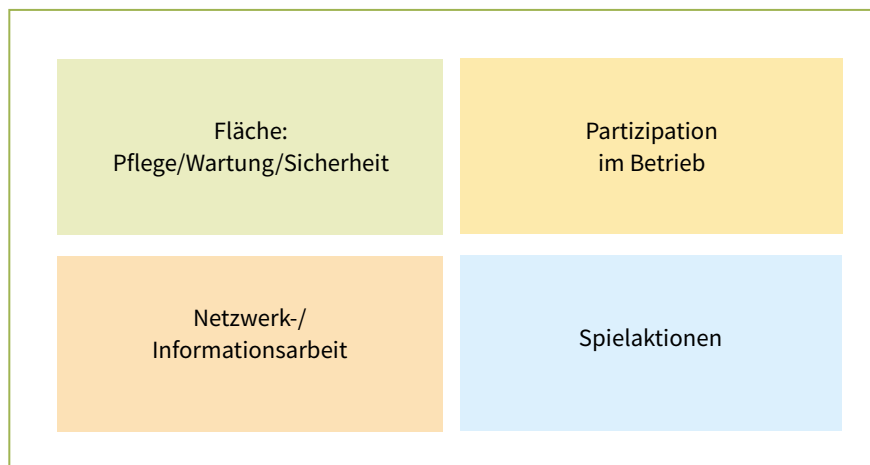 Fläche:
Pflege/Wartung/Sicherheit
Partizipation
im Betrieb
Netzwerk-/
Informationsarbeit
Spielaktionen